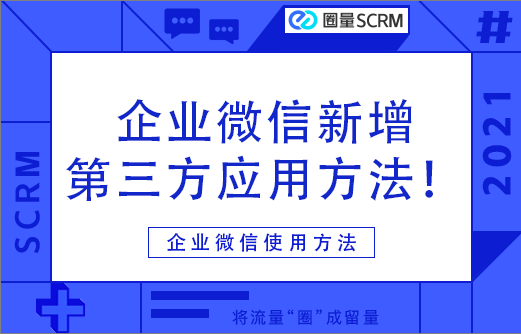 圈量SCRM
#
企业微信新增
第三方应用方法！
企业微信使用方法
SCRM
2021
将流量“圈”成留量